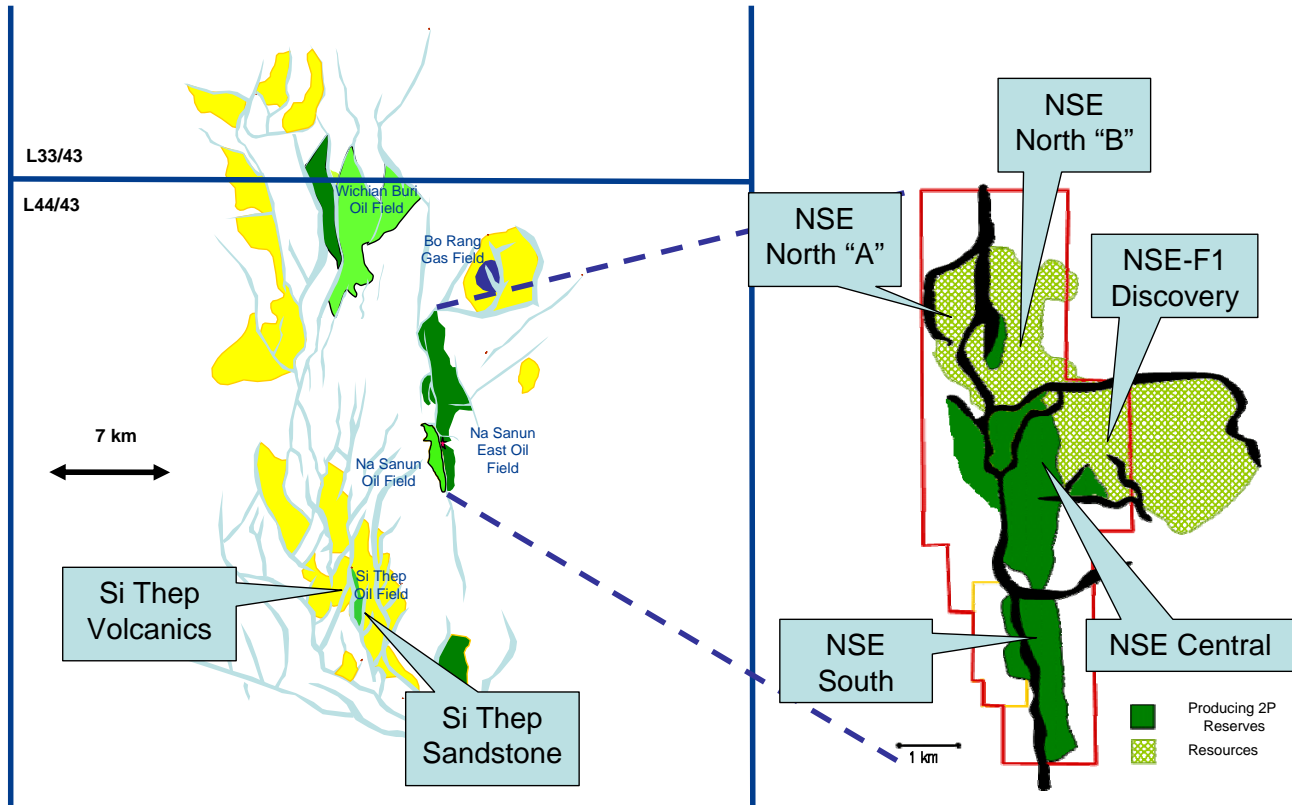 L33/43
L44/43
Wichian Buri
Oil Field
Bo Rang
Gas Field
7 km
Na Sanun
East Oil
Field
Na Sanun
Oil Field
Si Thep
Oil Field
Si Thep
Volcanics
Si Thep
Sandstone
NSE
North “B”
NSE
North “A”
NSE-F1
Discovery
NSE
South
NSE Central
1 km
Producing 2P
Reserves
Resources